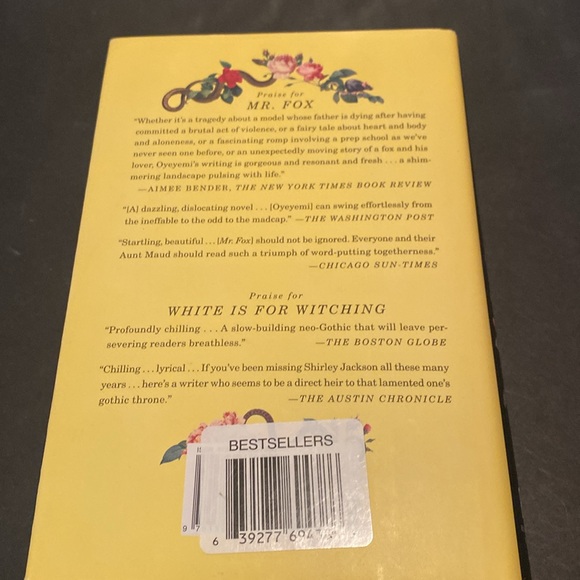 Praise for
MR. FOX
"Whether it's a tragedy about a model whose father is dying after having
committed a brutal act of violence, or a fairy tale about heart and body
and aloneness, or a fascinating romp involving a prep school as we've
never seen one before, or an unexpectedly moving story of a fox and his
lover, Oyeyemi's writing is gorgeous and resonant and fresh . . . a shim-
mering landscape pulsing with life."
—AIMEE BENDER, THE NEW YORK TIMES BOOK REVIEW
"[A] dazzling, dislocating novel . . . [Oyeyemi] can swing effortlessly from
the ineffable to the odd to the madcap." —THE WASHINGTON POST
"Startling, beautiful . . . [Mr. Fox] should not be ignored. Everyone and their
Aunt Maud should read such a triumph of word-putting togetherness."
—CHICAGO SUN-TIMES
Praise for
WHITE IS FOR WITCHING
"Profoundly chilling . . . A slow-building neo-Gothic that will leave per-
severing readers breathless." —THE BOSTON GLOBE
"Chilling . . . lyrical . . . If you've been missing Shirley Jackson all these many
years . . . here's a writer who seems to be a direct heir to that lamented one's
gothic throne." —THE AUSTIN CHRONICLE
BESTSELLERS
9 7
6 39277 694